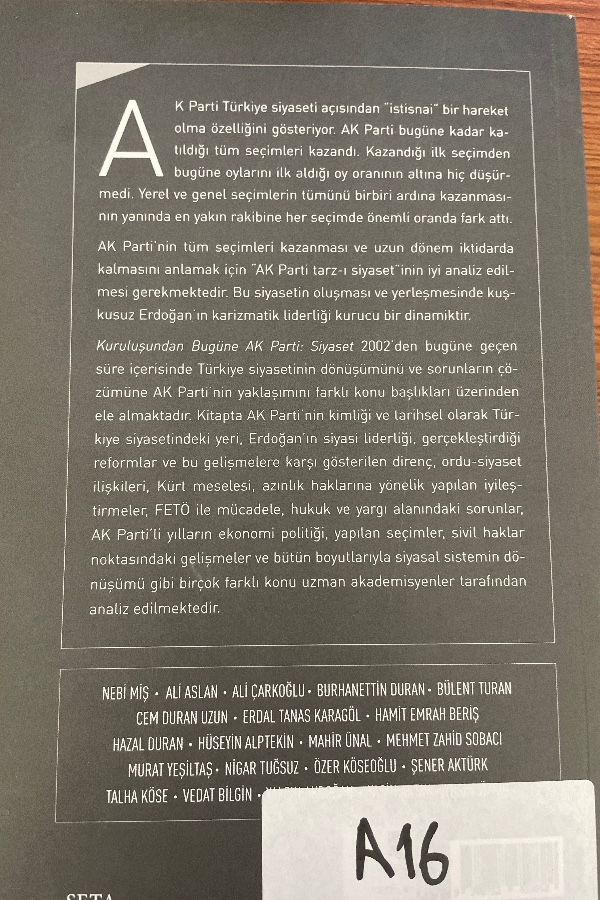 AK Parti Türkiye siyaseti açısından "istisnai" bir hareket
olma özelliğini gösteriyor. AK Parti bugüne kadar ka-
tıldığı tüm seçimleri kazandı. Kazandığı ilk seçimden
bugüne oylarını ilk aldığı oy oranının altına hiç düşür-
medi. Yerel ve genel seçimlerin tümünü birbiri ardına kazanması-
nın yanında en yakın rakibine her seçimde önemli oranda fark attı.
AK Parti'nin tüm seçimleri kazanması ve uzun dönem iktidarda
kalmasını anlamak için "AK Parti tarz-ı siyaset"inin iyi analiz edil-
mesi gerekmektedir. Bu siyasetin oluşması ve yerleşmesinde kuş-
kusuz Erdoğan'ın karizmatik liderliği kurucu bir dinamiktir.
Kuruluşundan Bugüne AK Parti: Siyaset 2002'den bugüne geçen
süre içerisinde Türkiye siyasetinin dönüşümünü ve sorunların çö-
zümüne AK Parti'nin yaklaşımını farklı konu başlıkları üzerinden
ele almaktadır. Kitapta AK Parti'nin kimliği ve tarihsel olarak Tür-
kiye siyasetindeki yeri, Erdoğan'ın siyasi liderliği, gerçekleştirdiği
reformlar ve bu gelişmelere karşı gösterilen direnç, ordu-siyaset
ilişkileri, Kürt meselesi, azınlık haklarına yönelik yapılan iyileş-
tirmeler, FETÖ ile mücadele, hukuk ve yargı alanındaki sorunlar,
AK Parti'li yılların ekonomi politiği, yapılan seçimler, sivil haklar
noktasındaki gelişmeler ve bütün boyutlarıyla siyasal sistemin dö-
nüşümü gibi birçok farklı konu uzman akademisyenler tarafından
analiz edilmektedir.
NEBİ MİŞ • ALİ ASLAN • ALİ ÇARKOĞLU • BURHANETTİN DURAN • BÜLENT TURAN
CEM DURAN UZUN • ERDAL TANAS KARAGÖL • HAMİT EMRAH BERİŞ
HAZAL DURAN • HÜSEYİN ALPTEKİN • MAHİR ÜNAL • MEHMET ZAHİD SOBACI
MURAT YEŞİLTAŞ • NİGAR TUĞSUZ • ÖZER KÖSEOĞLU • ŞENER AKTÜRK
TALHA KÖSE • VEDAT BİLGİN •
A16
SETA